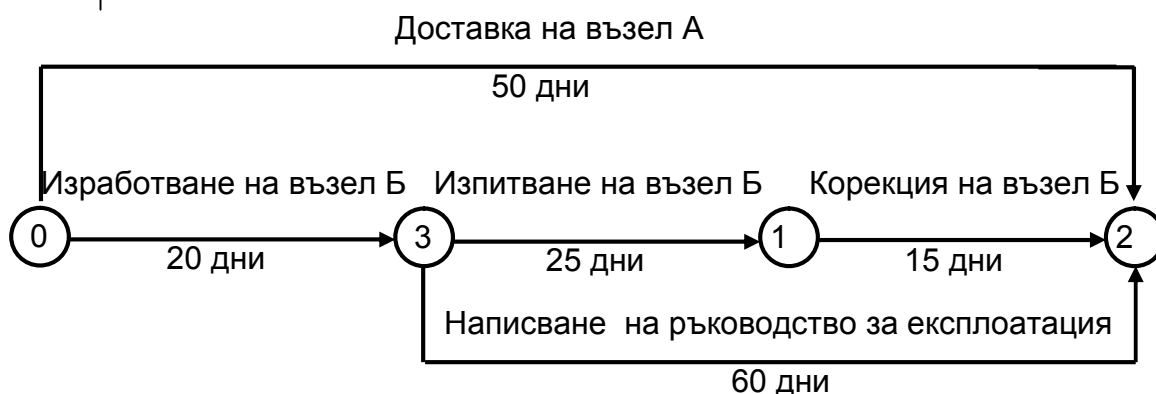 Доставка на възел А
50 дни
Изработване на възел Б Изпитване на възел Б Корекция на възел Б
0 3 1 2
20 дни 25 дни 15 дни
Написване на ръководство за експлоатация
60 дни